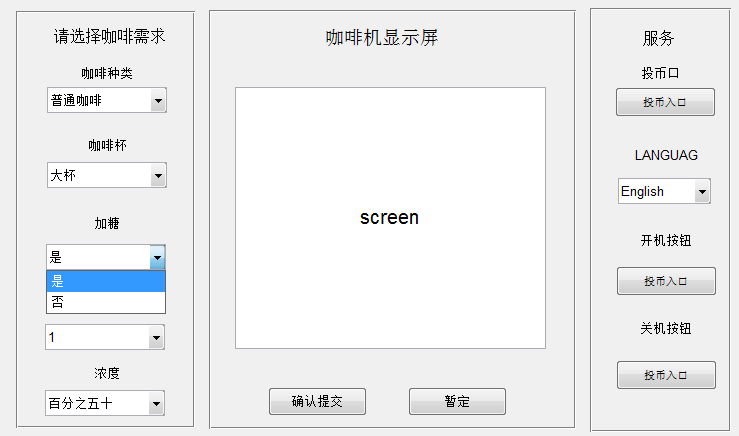 请选择咖啡需求
咖啡种类
普通咖啡
咖啡杯
大杯
加糖
是
是
否
1
浓度
百分之五十
咖啡机显示屏
screen
确认提交
暂定
服务
投币口
投币入口
LANGUAG
English
开机按钮
投币入口
关机按钮
投币入口